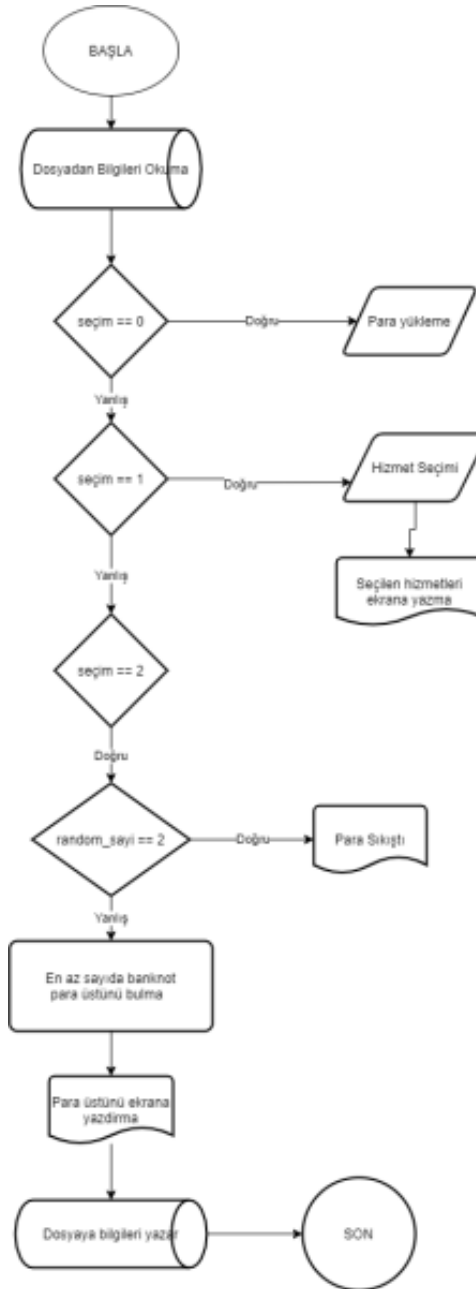 BAŞLA
Dosyadan Bilgileri Okuma
seçim == 0
Doğru
Para yükleme
Yanlış
seçim == 1
Doğru
Hizmet Seçimi
Yanlış
Seçilen hizmetleri
ekrana yazma
seçim == 2
Doğru
random_sayi == 2
Doğru
Para Sıkıştı
Yanlış
En az sayıda banknot
para üstünü bulma
Para üstünü ekrana
yazdirma
Dosyaya bilgileri yazar
SON